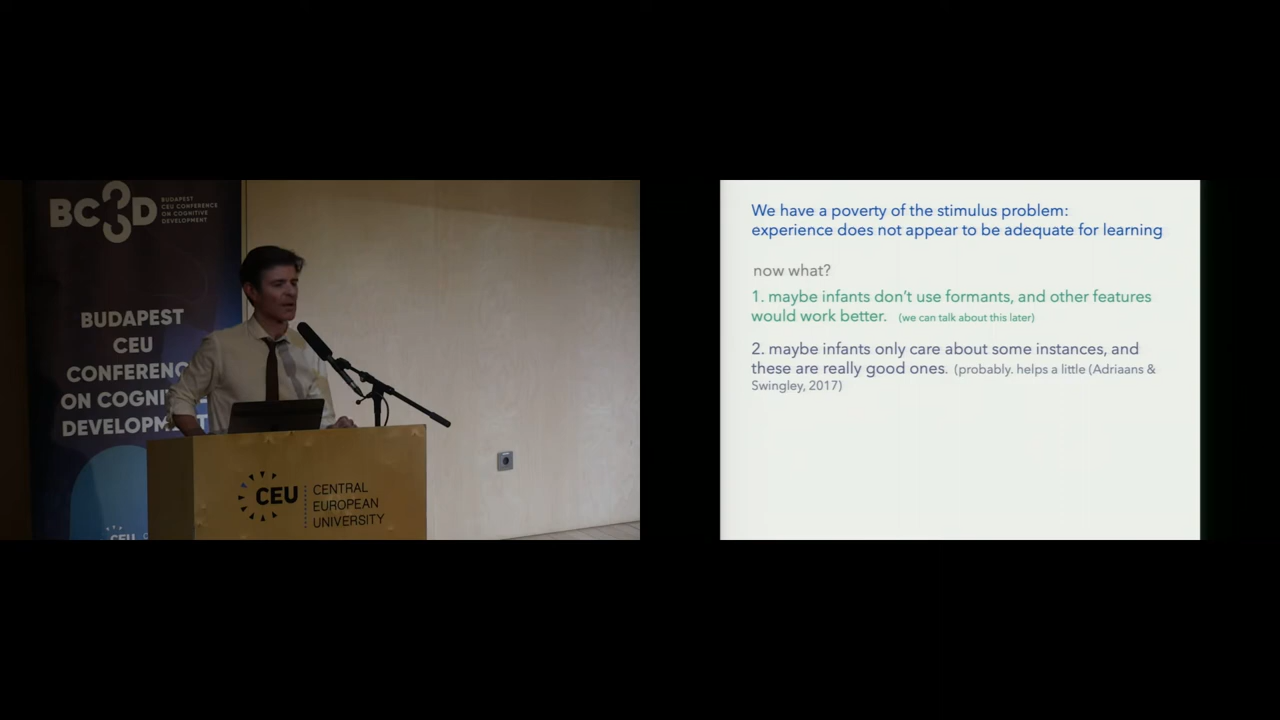 BC3D
BUDAPEST
CEU CONFERENCE
ON COGNITIVE
DEVELOPMENT
BUDAPEST
CEU
CONFERENC
ON COGNI
DEVELOPM T
CEU
CEU
CENTRAL
EUROPEAN
UNIVERSITY
We have a poverty of the stimulus problem:
experience does not appear to be adequate for learning
now what?
1. maybe infants don't use formants, and other features
would work better. (we can talk about this later)
2. maybe infants only care about some instances, and
these are really good ones. (probably. helps a little (Adriaans &
Swingley, 2017)